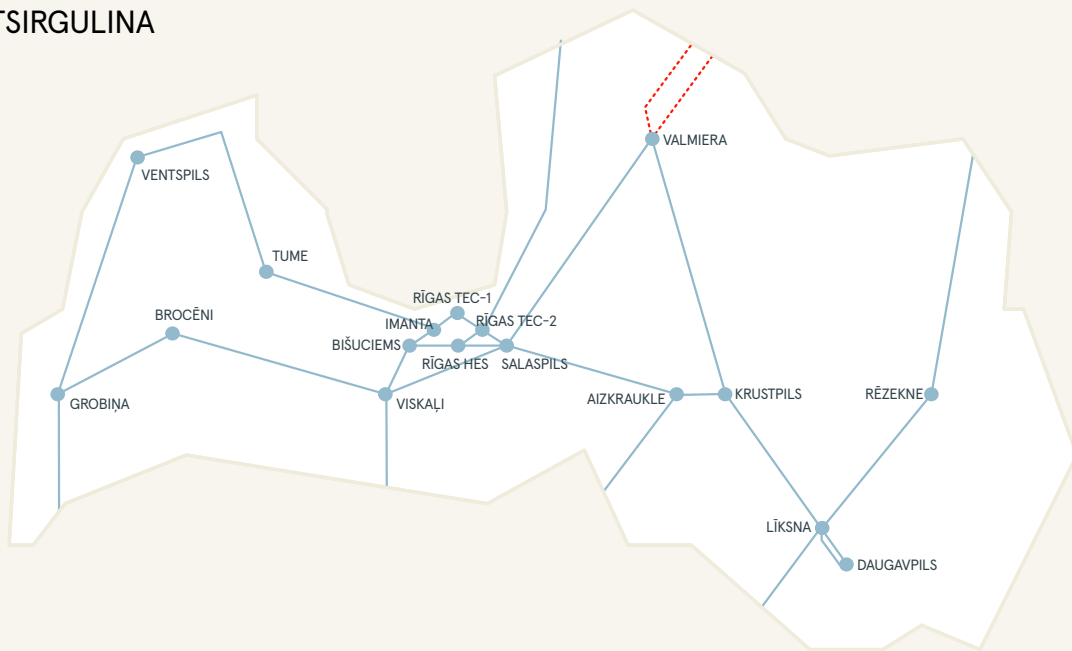 TSIRGULINA
VALMIERA
VENTSPILS
TUME
RĪGAS TEC-1
BROCĒNI
IMANTA
RĪGAS TEC-2
BIŠUCIEMS
RĪGAS HES
SALASPILS
GROBIŅA
VISKAĻI
AIZKRAUKLE
KRUSTPILS
RĒZEKNE
LĪKSNA
DAUGAVPILS